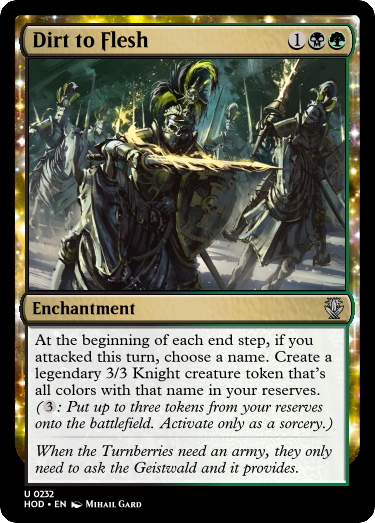 Dirt to Flesh 1
Enchantment
At the beginning of each end step, if you
attacked this turn, choose a name. Create a
legendary 3/3 Knight creature token that's
all colors with that name in your reserves.
(3: Put up to three tokens from your reserves
onto the battlefield. Activate only as a sorcery.)
When the Turnberries need an army, they only
need to ask the Geistwald and it provides.
U 0232
HOD • EN Mihail Gard